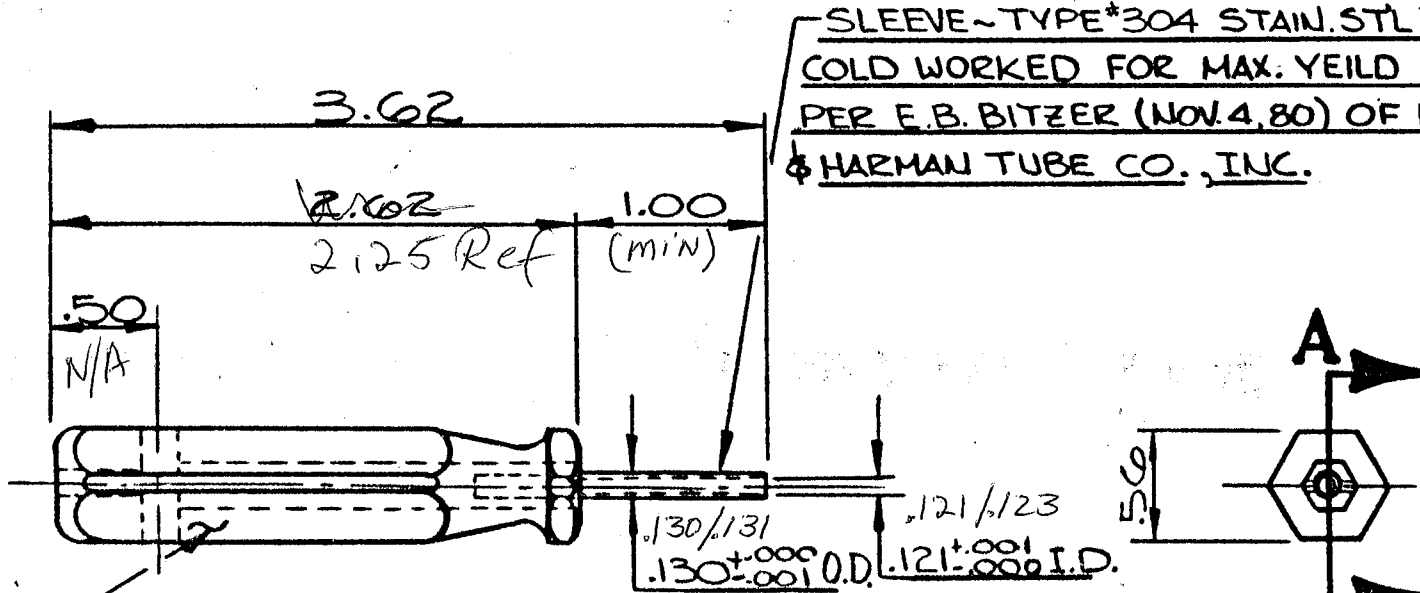 SLEEVE~TYPE#304 STAIN.STL
COLD WORKED FOR MAX. YEILD
PER E.B. BITZER (NOV.4,80) OF
& HARMAN TUBE CO., INC.
3.62
2.62
1.00
2.25 Ref
(MIN)
.50
N/A
A
.56
.130/.131
.121/.123
.130 +.000 -.001 O.D.
.121 +.001 -.000 I.D.